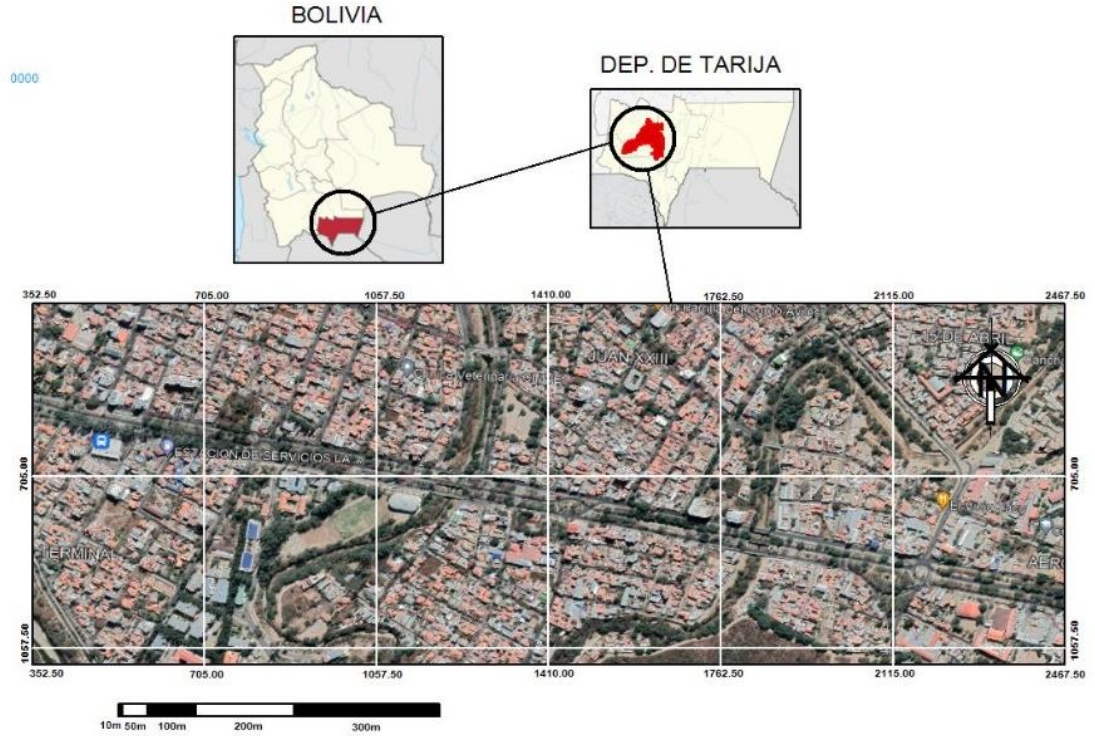 BOLIVIA
0000
DEP. DE TARIJA
352.50 705.00 1057.50 1410.00 1762.50 2115.00 2467.50
15 DE ABRIL
JUAN XXIII
ESTACION DE SERVICIOS LA ...
705.00 705.00
TERMINAL
N
1057.50 1057.50
352.50 705.00 1057.50 1410.00 1762.50 2115.00 2467.50
10m 50m 100m 200m 300m